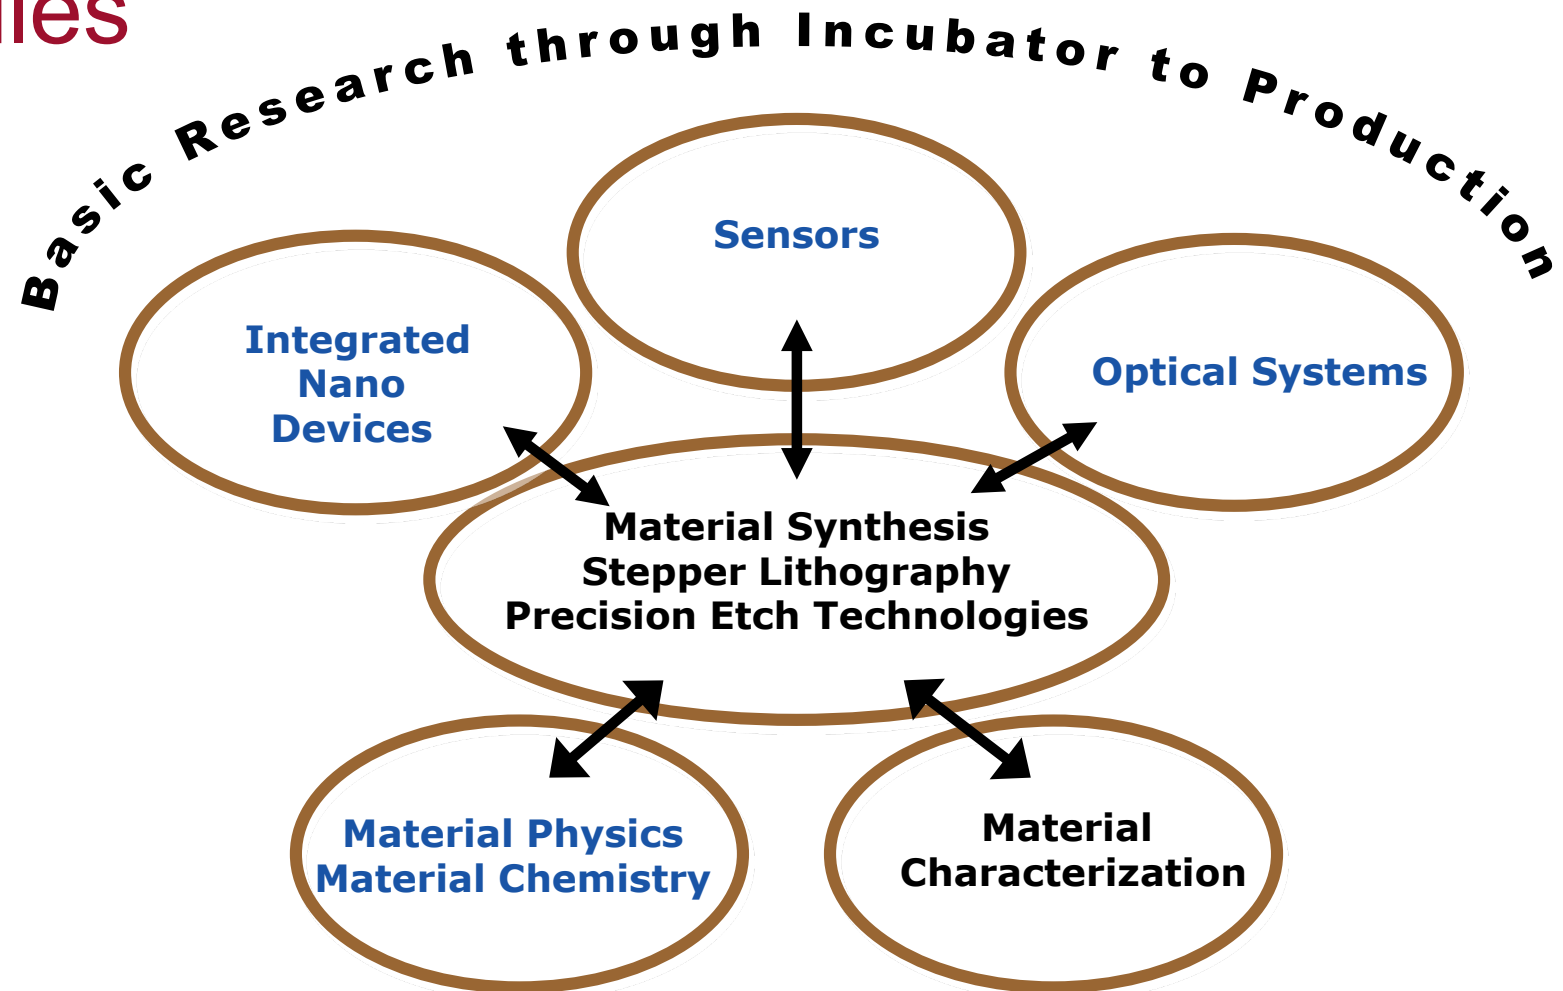 Basic Research through Incubator to Production
Sensors
Integrated
Nano
Devices
Optical Systems
Material Synthesis
Stepper Lithography
Precision Etch Technologies
Material Physics
Material Chemistry
Material
Characterization